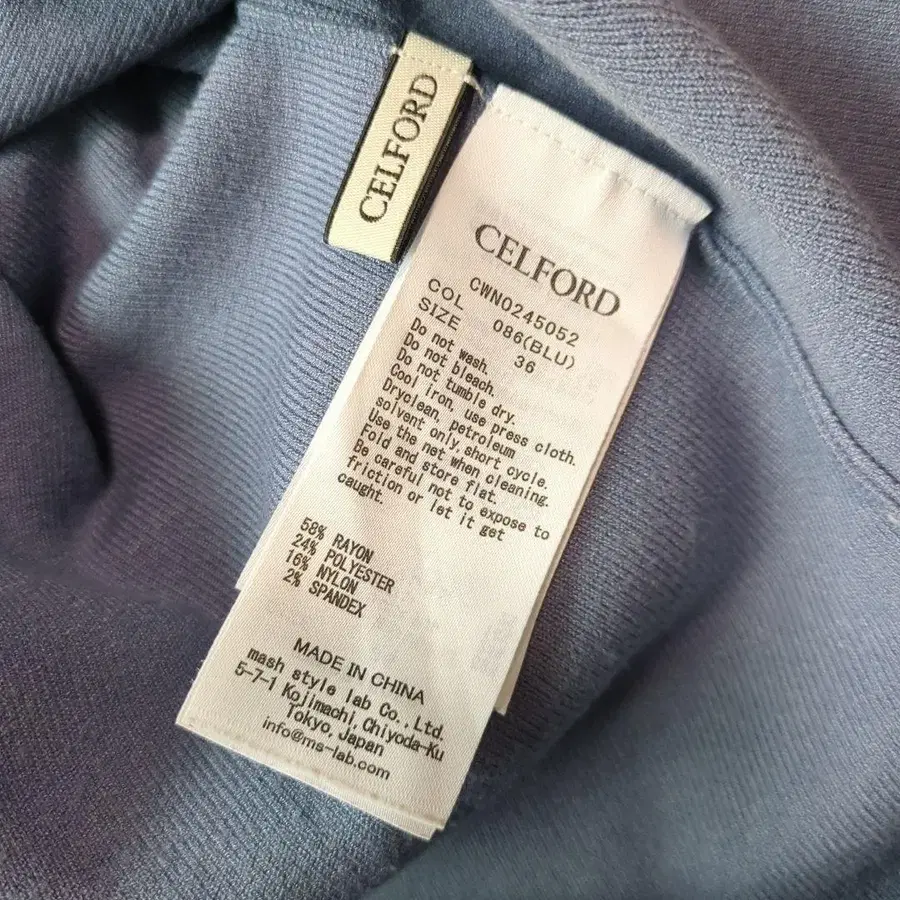 CELFORD
CELFORD
CWNO245052
COL 086(BLU)
SIZE 36
Do not wash.
Do not bleach.
Do not tumble dry.
Cool iron, use press cloth.
Dryclean, petroleum
solvent only, short cycle.
Use the net when cleaning.
Fold and store flat.
Be careful not to expose to
friction or let it get
caught.
58% RAYON
24% POLYESTER
16% NYLON
2% SPANDEX
MADE IN CHINA
mash style lab Co.,Ltd.
5-7-1 Kojimachi,Chiyoda-Ku
Tokyo,Japan
info@ms-lab.com